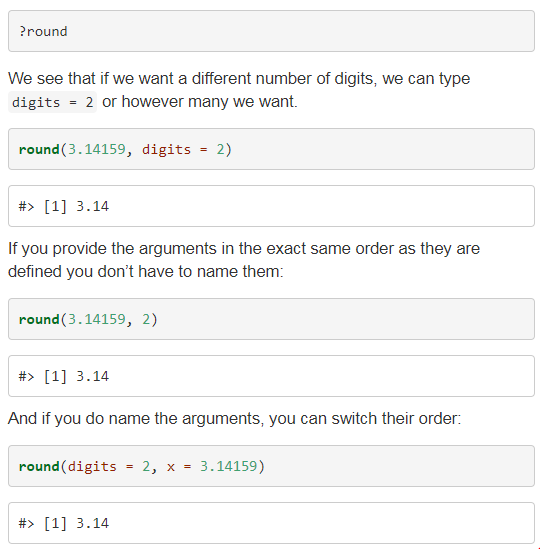 ?round
We see that if we want a different number of digits, we can type
digits = 2 or however many we want.
round(3.14159, digits = 2)
#> [1] 3.14
If you provide the arguments in the exact same order as they are
defined you don’t have to name them:
round(3.14159, 2)
#> [1] 3.14
And if you do name the arguments, you can switch their order:
round(digits = 2, x = 3.14159)
#> [1] 3.14